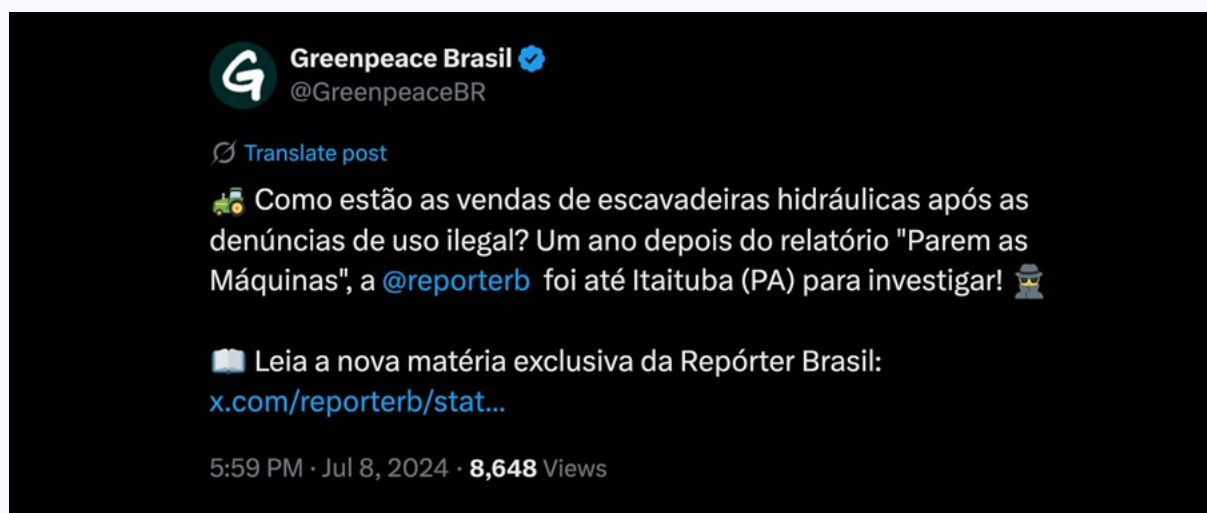 Greenpeace Brasil
@GreenpeaceBR
Translate post
🚜 Como estão as vendas de escavadeiras hidráulicas após as
denúncias de uso ilegal? Um ano depois do relatório "Parem as
Máquinas", a @reporterb foi até Itaituba (PA) para investigar! 🕵️
📖 Leia a nova matéria exclusiva da Repórter Brasil:
x.com/reporterb/stat...
5:59 PM · Jul 8, 2024 · 8,648 Views